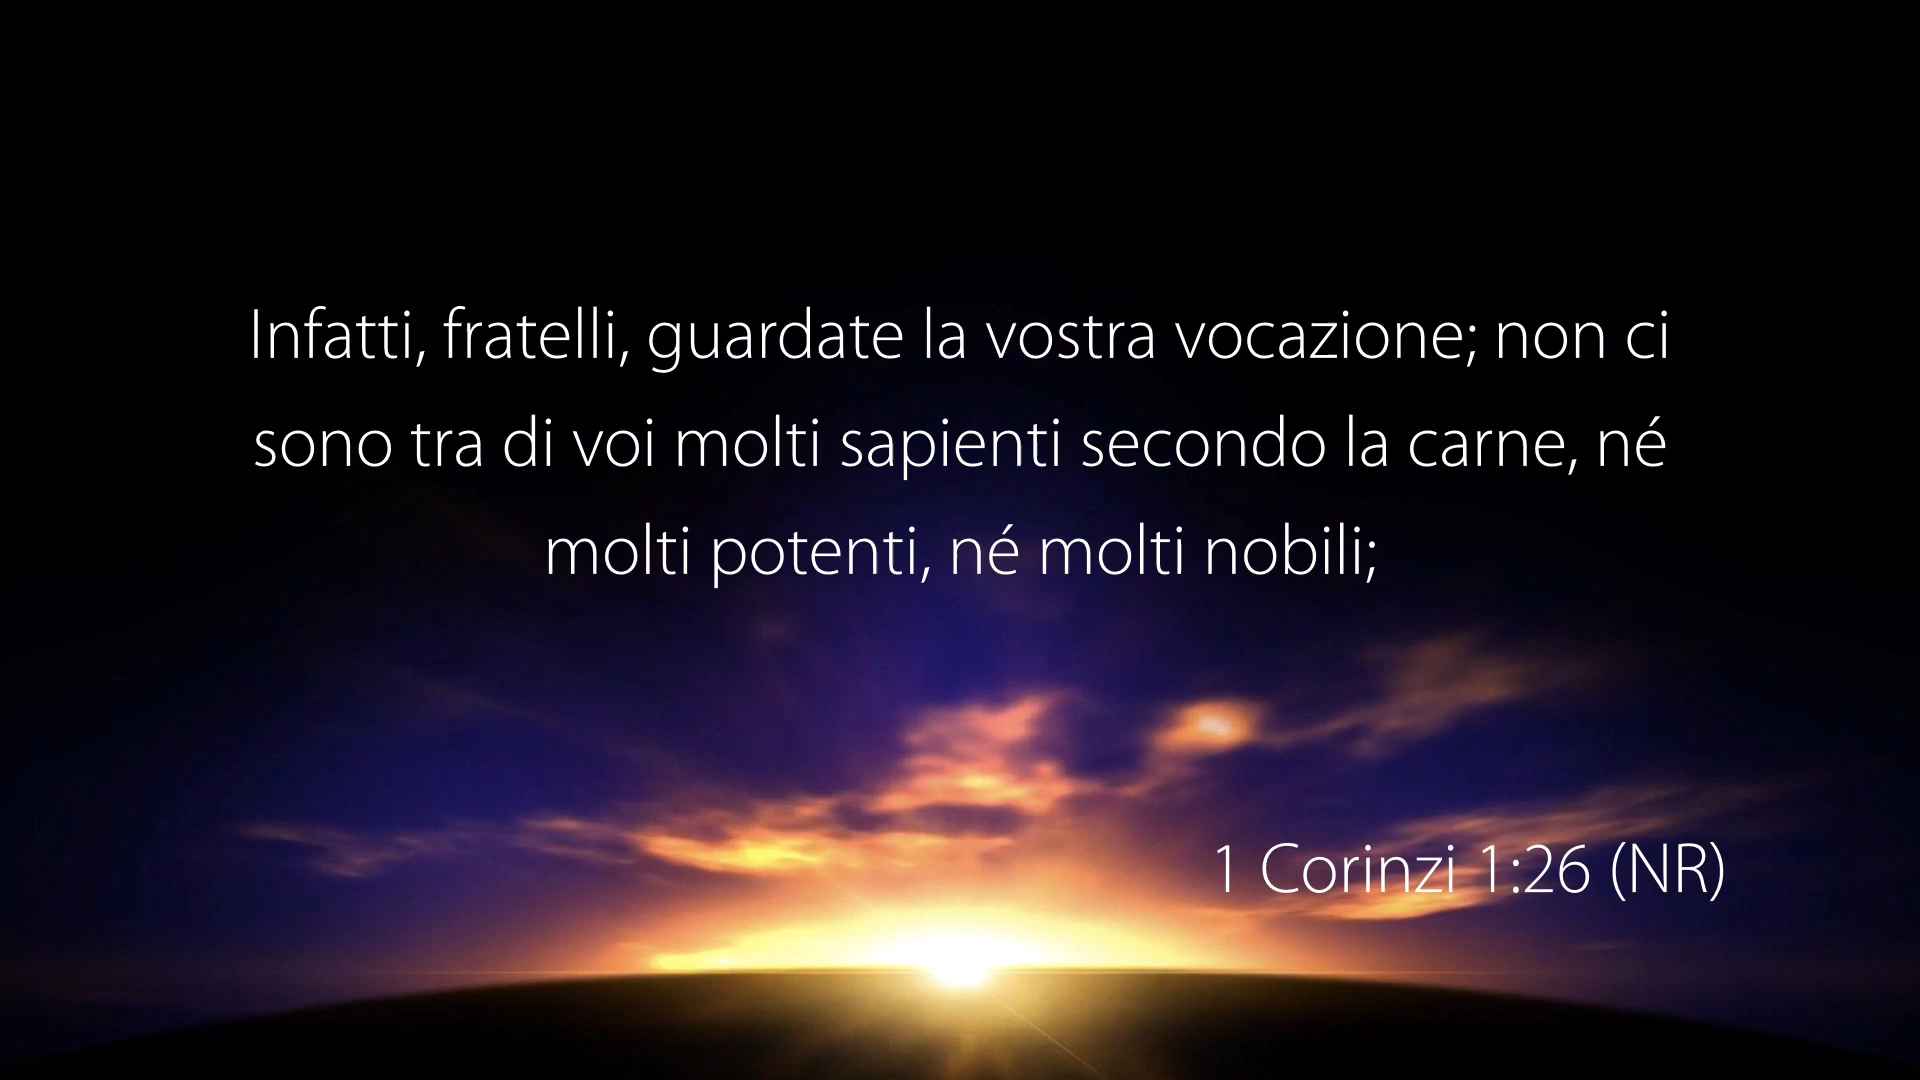 Infatti, fratelli, guardate la vostra vocazione; non ci
sono tra di voi molti sapienti secondo la carne, né
molti potenti, né molti nobili;
1 Corinzi 1:26 (NR)